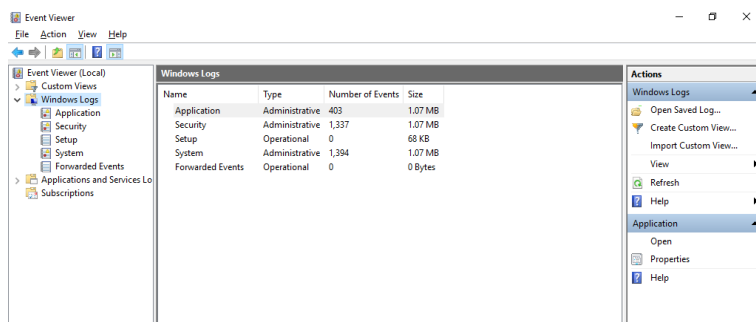 Event Viewer
File Action View Help
Event Viewer (Local)
Custom Views
Windows Logs
Application
Security
Setup
System
Forwarded Events
Applications and Services Lo
Subscriptions
Windows Logs
Name Type Number of Events Size
Application Administrative 403 1.07 MB
Security Administrative 1,337 1.07 MB
Setup Operational 0 68 KB
System Administrative 1,394 1.07 MB
Forwarded Events Operational 0 0 Bytes
Actions
Windows Logs
Open Saved Log...
Create Custom View...
Import Custom View...
View
Refresh
Help
Application
Open
Properties
Help